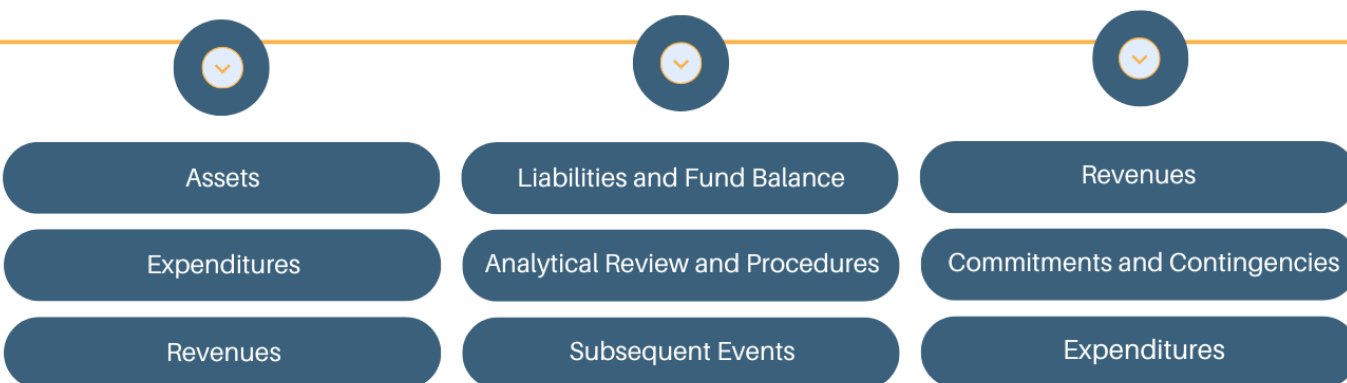 Assets
Liabilities and Fund Balance
Revenues
Expenditures
Analytical Review and Procedures
Commitments and Contingencies
Revenues
Subsequent Events
Expenditures